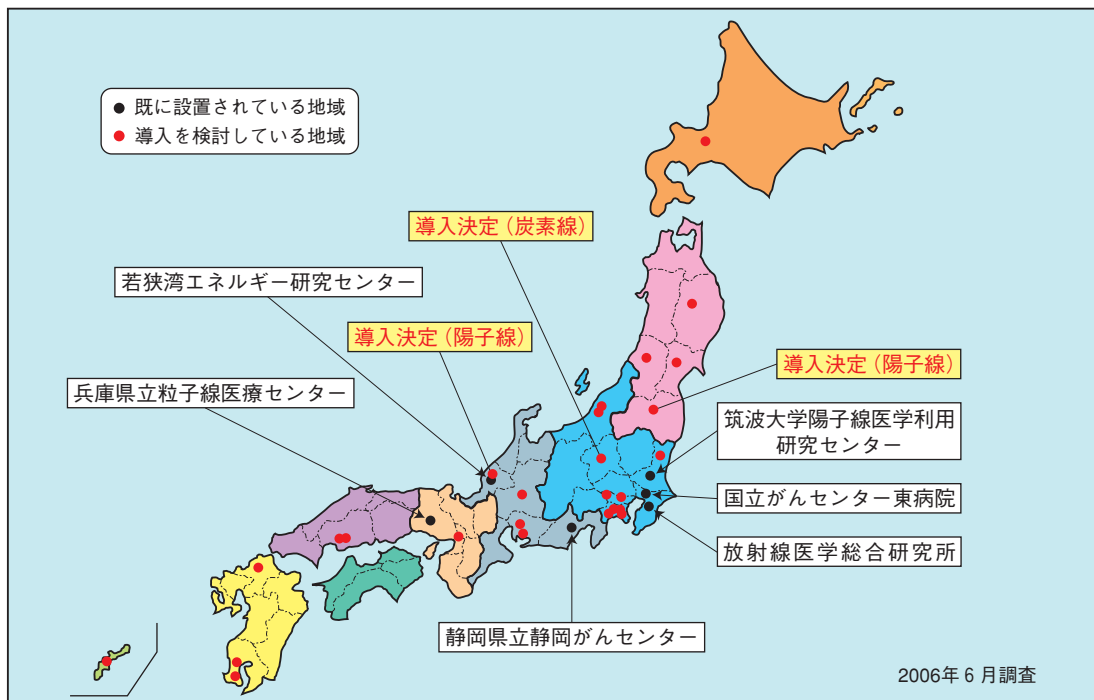 既に設置されている地域
導入を検討している地域
導入決定（炭素線）
若狭湾エネルギー研究センター
導入決定（陽子線）
兵庫県立粒子線医療センター
導入決定（陽子線）
筑波大学陽子線医学利用
研究センター
国立がんセンター東病院
放射線医学総合研究所
静岡県立静岡がんセンター
2006年6月調査